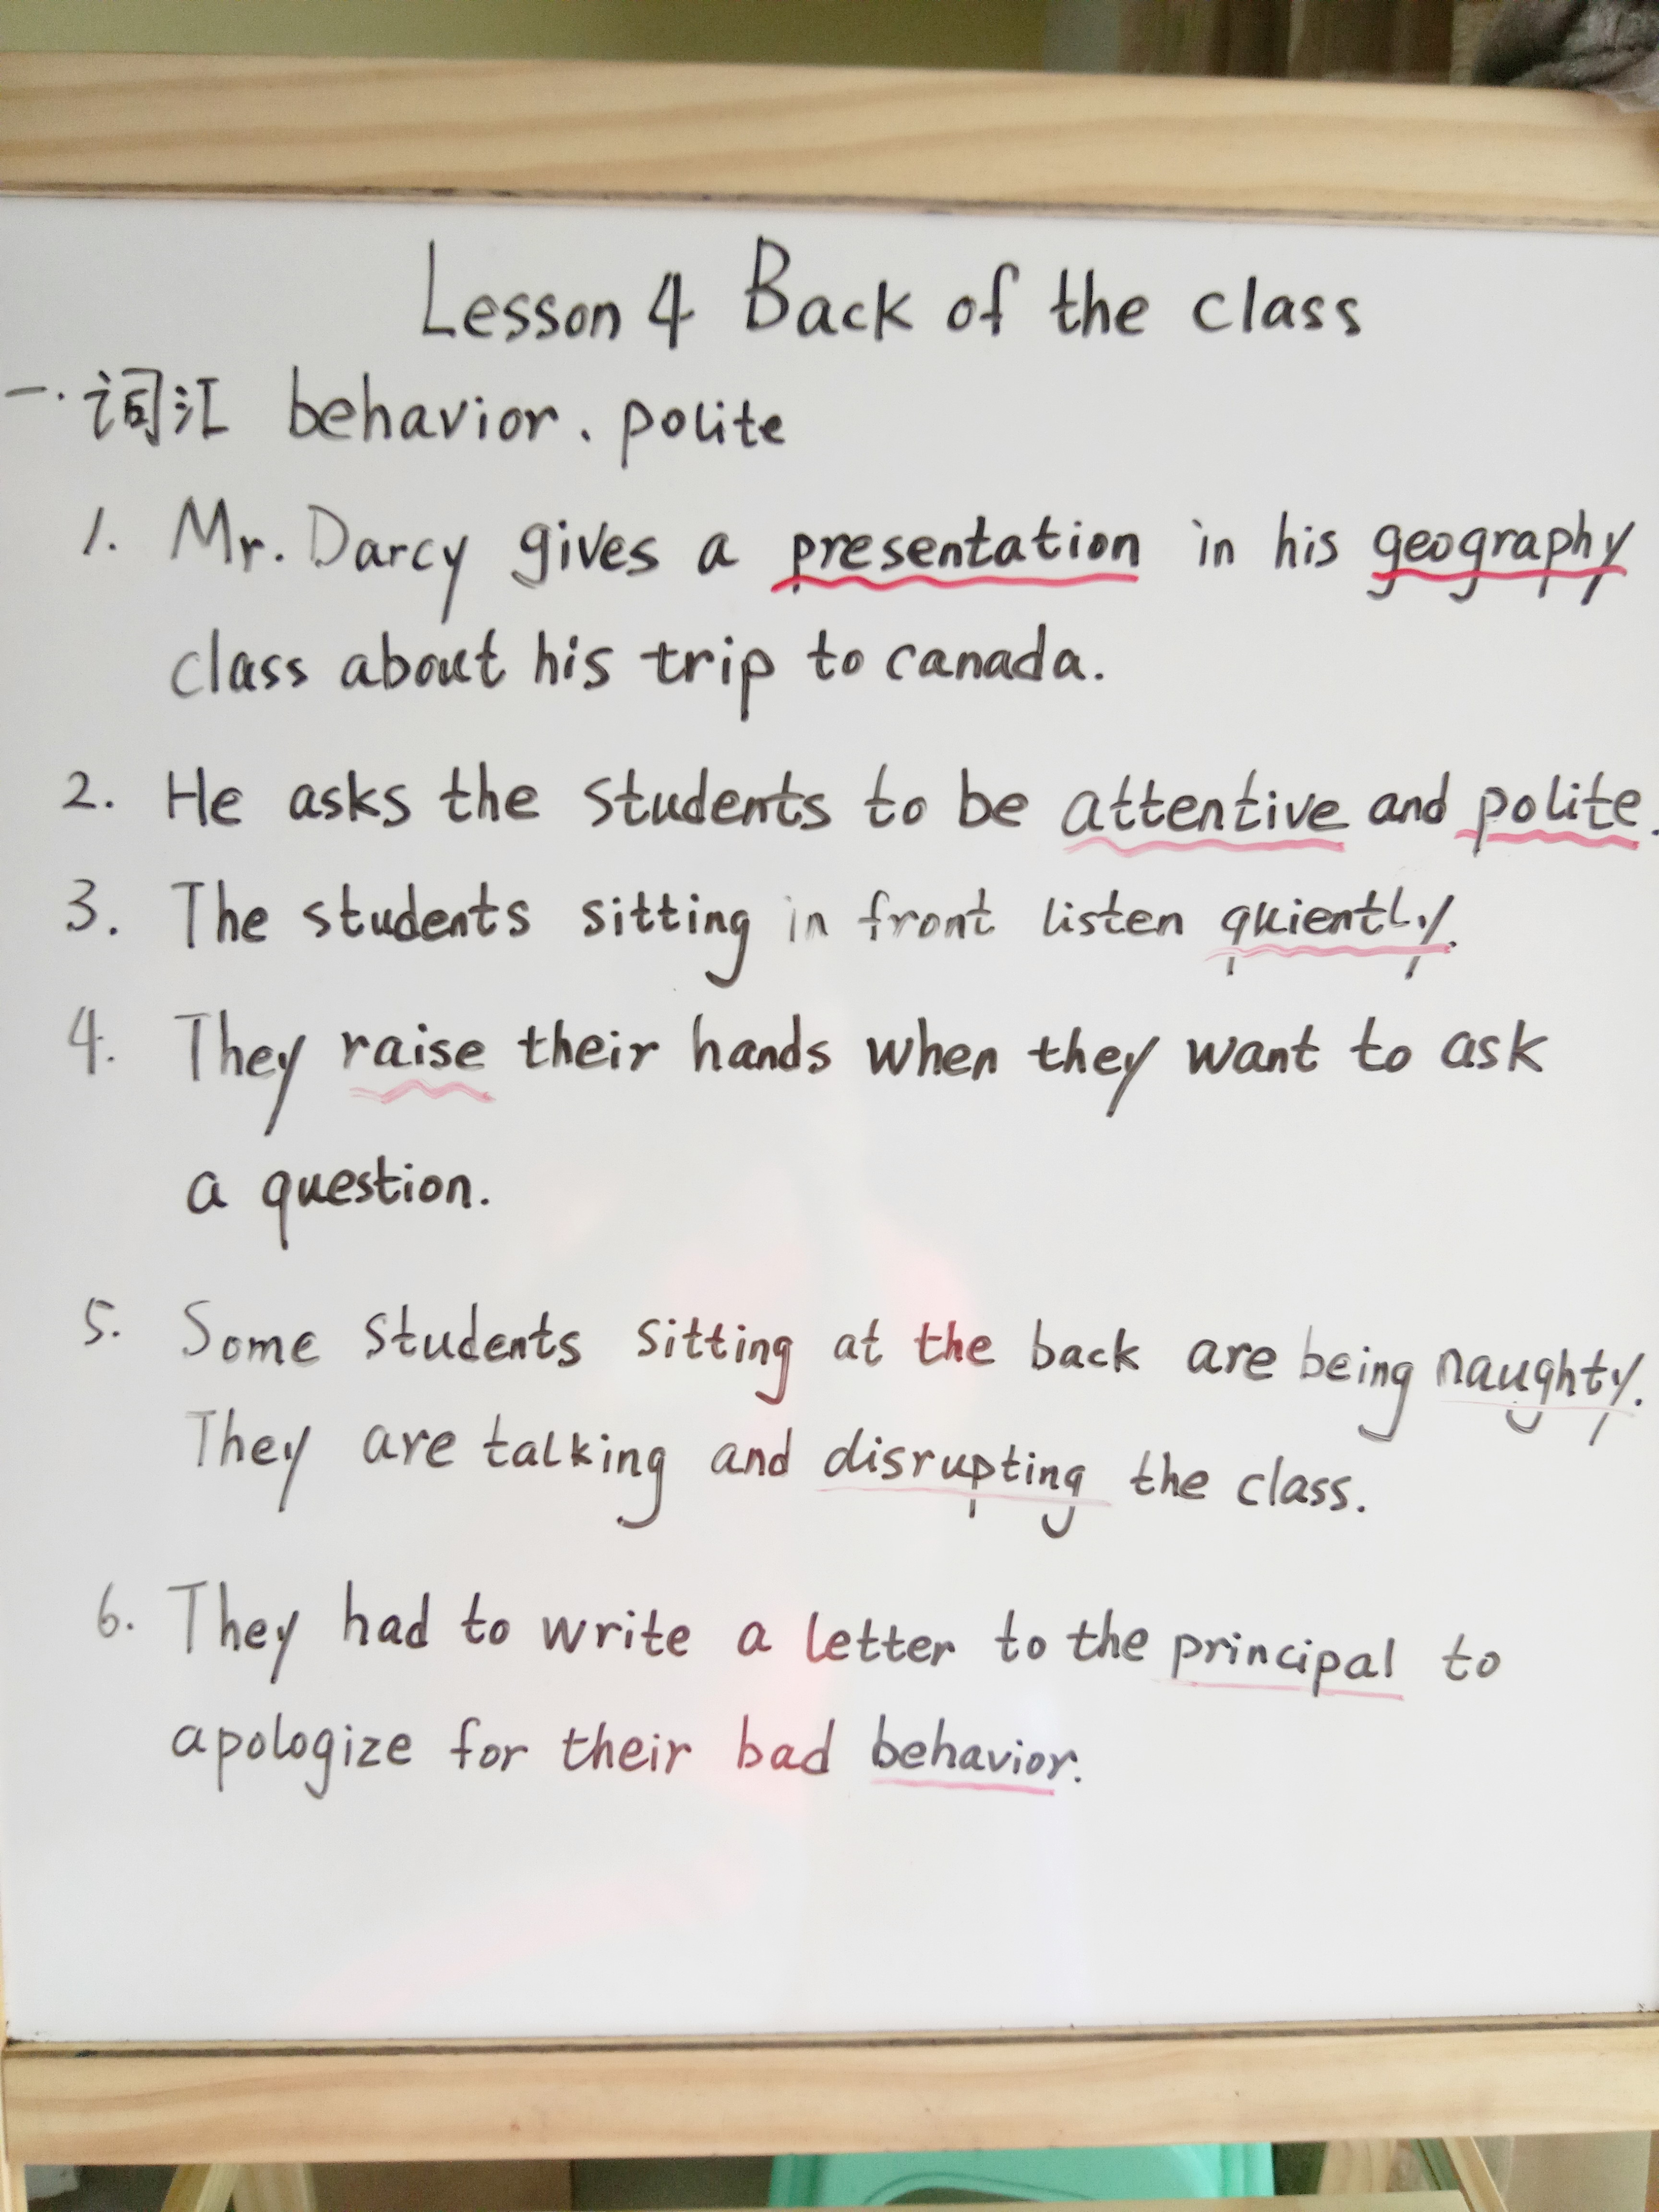 Lesson 4 Back of the class
一.词汇 behavior. polite
1. Mr. Darcy gives a presentation in his geography
class about his trip to canada.
2. He asks the students to be attentive and polite.
3. The students sitting in front listen quiently.
4. They raise their hands when they want to ask
a question.
5. Some students sitting at the back are being naughty.
They are talking and disrupting the class.
6. They had to write a letter to the principal to
apologize for their bad behavior.